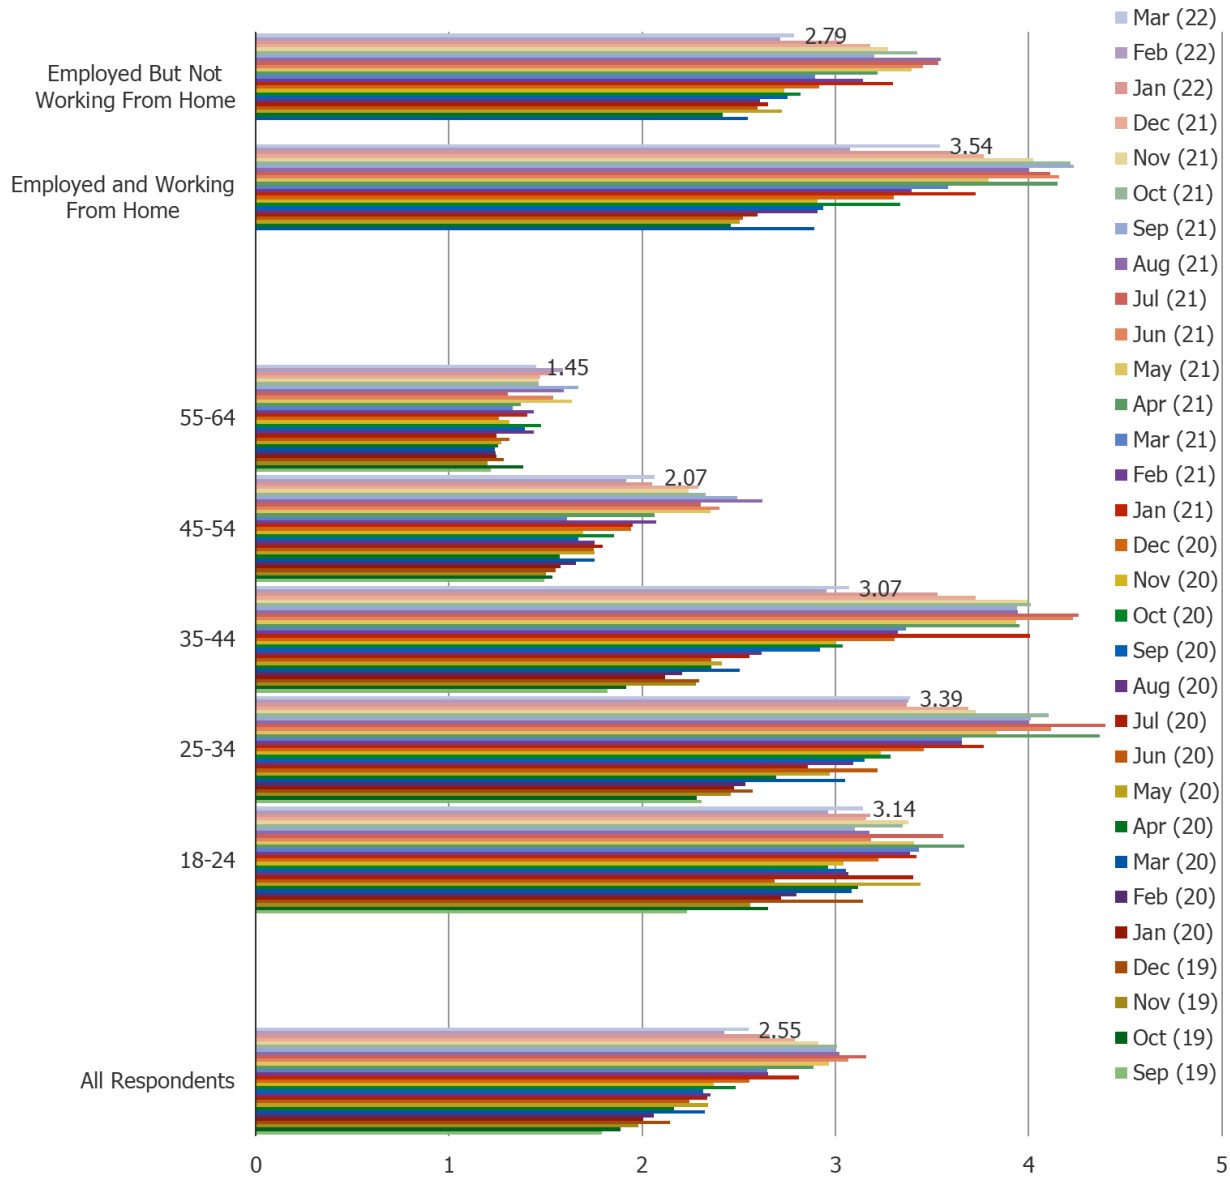 Employed But Not
Working From Home
2.79
Employed and Working
From Home
3.54
55-64
1.45
45-54
2.07
35-44
3.07
25-34
3.39
18-24
3.14
All Respondents
2.55
0 1 2 3 4 5
Mar (22)
Feb (22)
Jan (22)
Dec (21)
Nov (21)
Oct (21)
Sep (21)
Aug (21)
Jul (21)
Jun (21)
May (21)
Apr (21)
Mar (21)
Feb (21)
Jan (21)
Dec (20)
Nov (20)
Oct (20)
Sep (20)
Aug (20)
Jul (20)
Jun (20)
May (20)
Apr (20)
Mar (20)
Feb (20)
Jan (20)
Dec (19)
Nov (19)
Oct (19)
Sep (19)